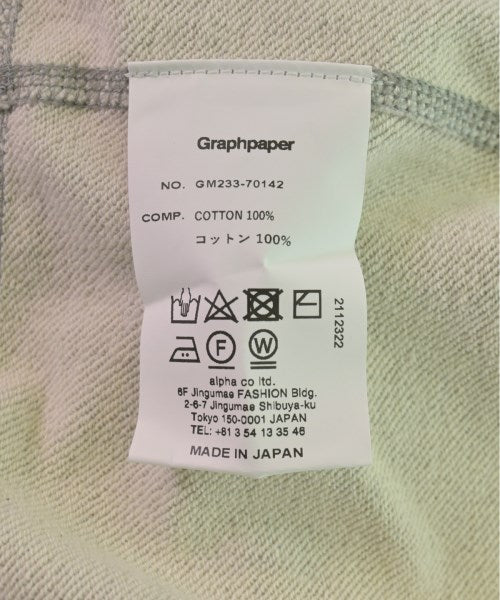 Graphpaper
NO. GM233-70142
COMP. COTTON 100%
コットン 100%
2112322
F
W
alpha co ltd.
6F Jingumae FASHION Bldg.
2-6-7 Jingumae Shibuya-ku
Tokyo 150-0001 JAPAN
TEL: +81 3 54 13 35 46
MADE IN JAPAN